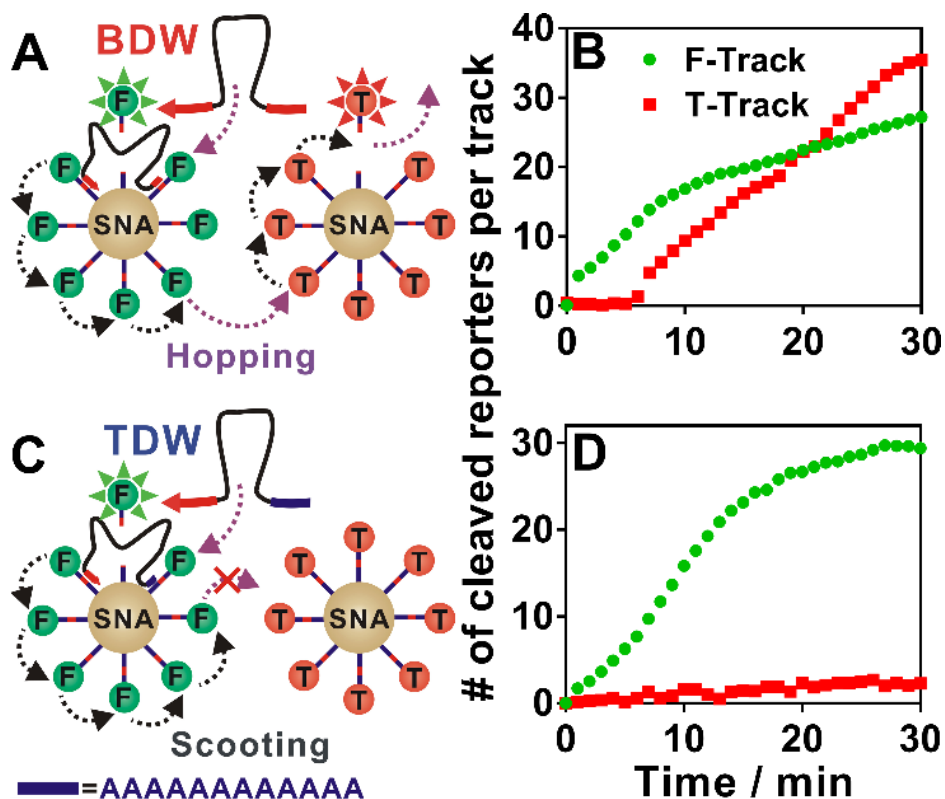 A
BDW
F
T
F
F
F
F
F
F
F
SNA
T
T
T
T
T
T
T
SNA
Hopping
B
F-Track
T-Track
40
30
20
10
0
0
10
20
30
# of cleaved reporters per track
C
TDW
F
F
F
F
F
F
F
F
SNA
T
T
T
T
T
T
T
T
SNA
Scooting
=AAAAAAAAAAAA
D
30
20
10
0
0
10
20
30
Time / min